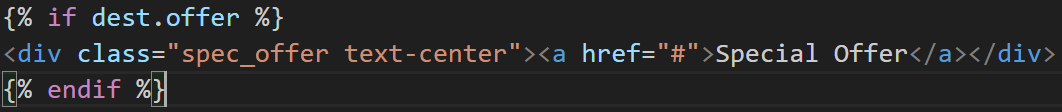 {% if dest.offer %}
<div class="spec_offer text-center"><a href="#">Special Offer</a></div>
{% endif %}